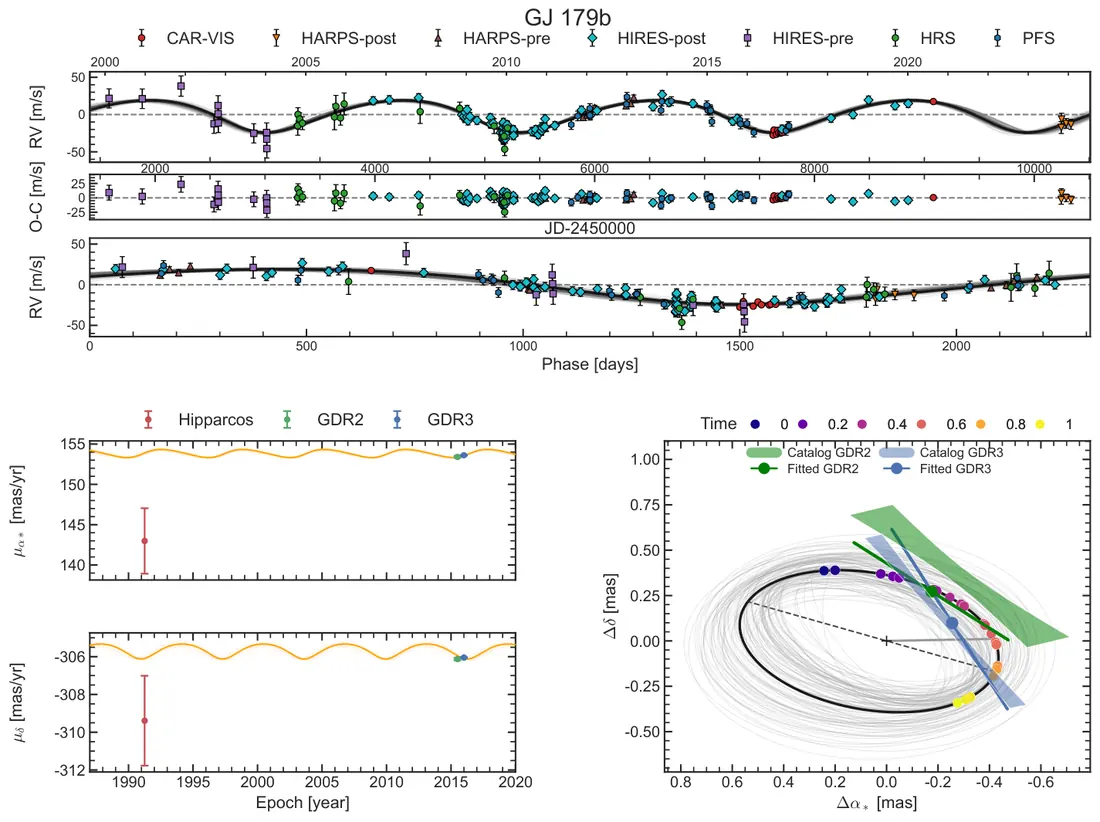 GJ 179b
CAR-VIS HARPS-post HARPS-pre HIRES-post HIRES-pre HRS PFS
2000 2005 2010 2015 2020
RV [m/s]
50
0
-50
2000 4000 6000 8000 10000
O-C [m/s]
25
0
-25
JD-2450000
RV [m/s]
50
0
-50
0 500 1000 1500 2000
Phase [days]
Hipparcos GDR2 GDR3
μα* [mas/yr]
155
150
145
140
μδ [mas/yr]
-306
-308
-310
-312
1990 1995 2000 2005 2010 2015 2020
Epoch [year]
Time 0 0.2 0.4 0.6 0.8 1
Catalog GDR2 Catalog GDR3
Fitted GDR2 Fitted GDR3
Δδ [mas]
1.00
0.75
0.50
0.25
0.00
-0.25
-0.50
0.8 0.6 0.4 0.2 0.0 -0.2 -0.4 -0.6
Δα* [mas]